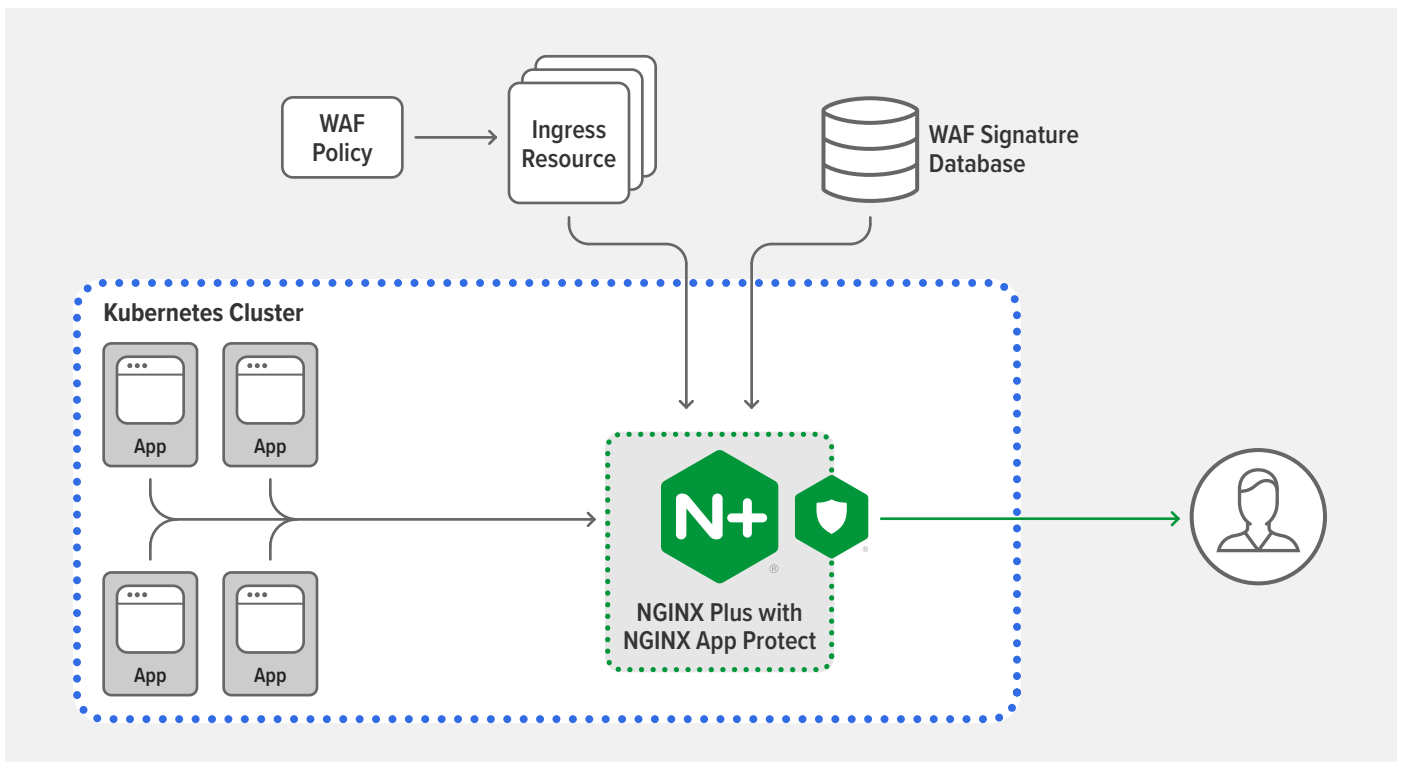 WAF
Policy
Ingress
Resource
WAF Signature
Database
Kubernetes Cluster
App
App
N+
®
®
NGINX Plus with
NGINX App Protect
App
App